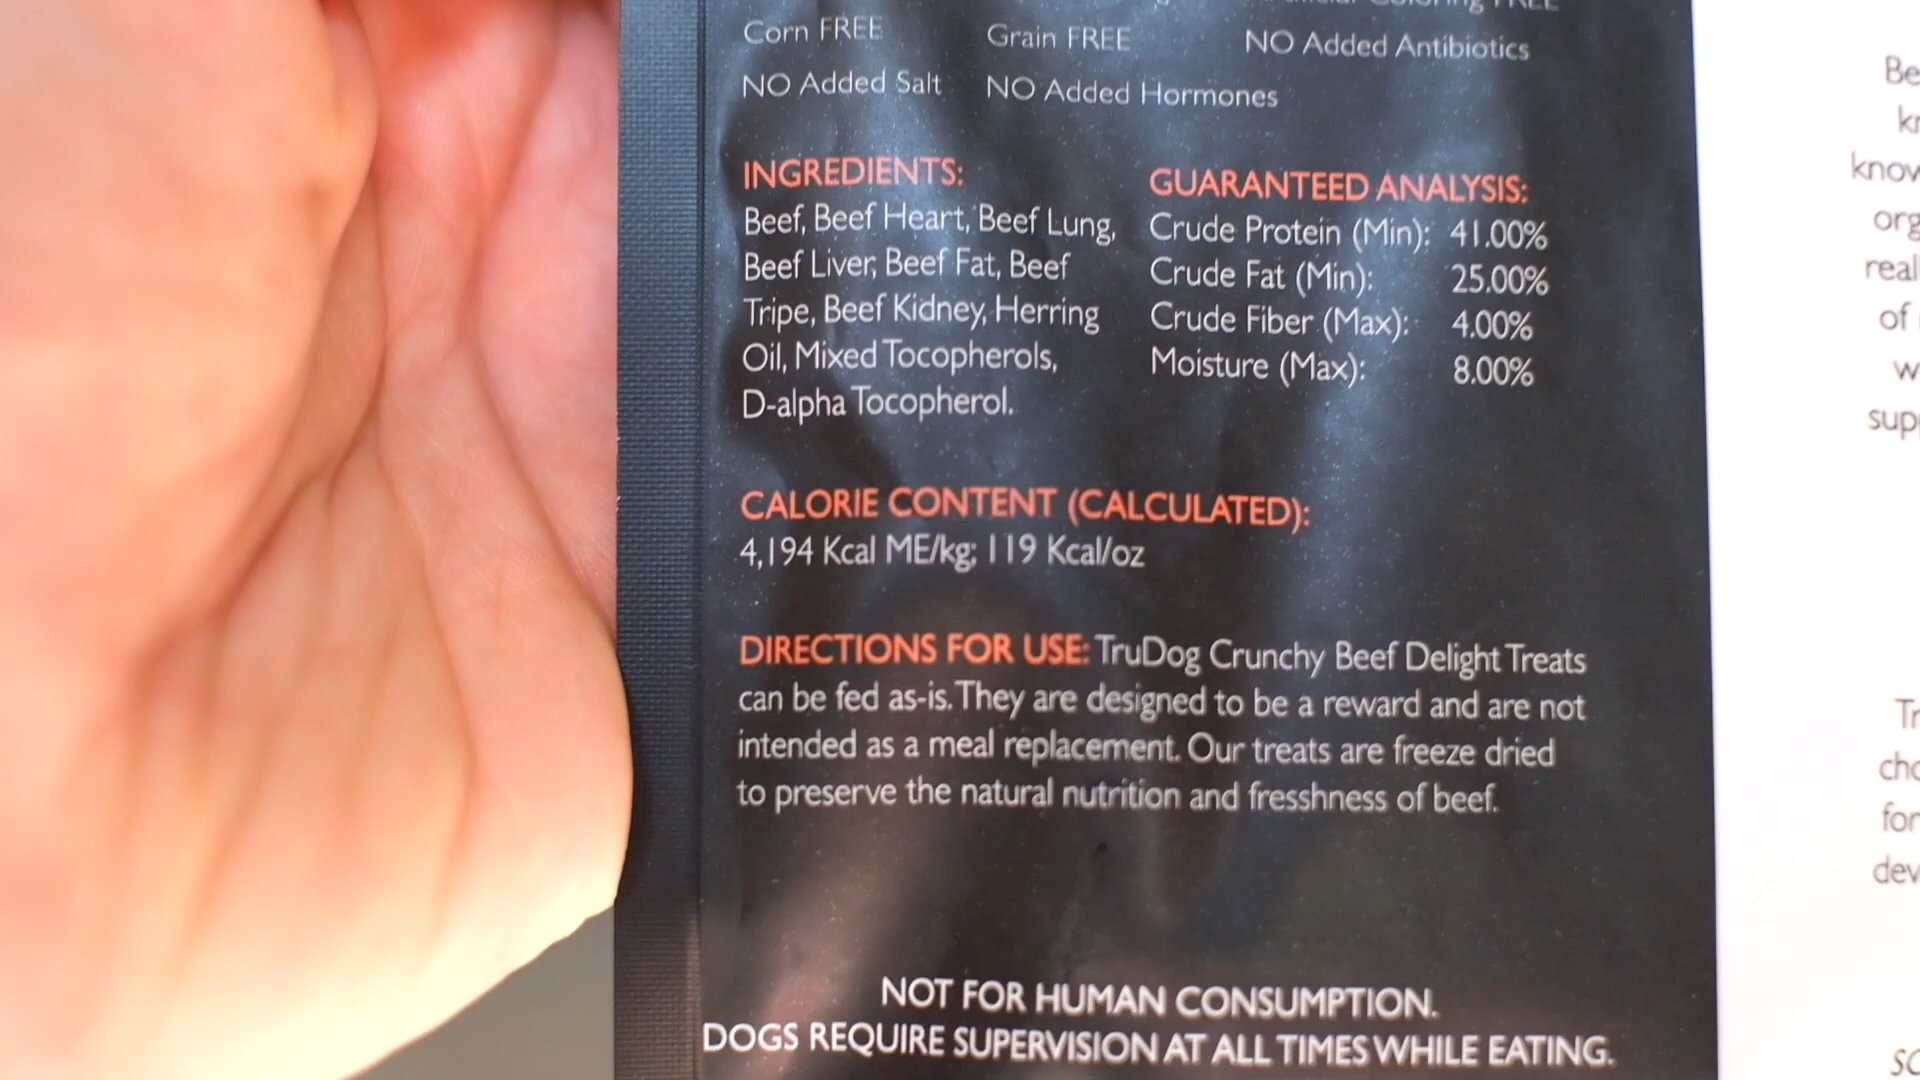 Coloring FREE
Corn FREE Grain FREE NO Added Antibiotics
NO Added Salt NO Added Hormones
INGREDIENTS:
Beef, Beef Heart, Beef Lung,
Beef Liver, Beef Fat, Beef
Tripe, Beef Kidney, Herring
Oil, Mixed Tocopherols,
D-alpha Tocopherol.
GUARANTEED ANALYSIS:
Crude Protein (Min): 41.00%
Crude Fat (Min): 25.00%
Crude Fiber (Max): 4.00%
Moisture (Max): 8.00%
CALORIE CONTENT (CALCULATED):
4,194 Kcal ME/kg; 119 Kcal/oz
DIRECTIONS FOR USE: TruDog Crunchy Beef Delight Treats
can be fed as-is. They are designed to be a reward and are not
intended as a meal replacement. Our treats are freeze dried
to preserve the natural nutrition and fresshness of beef.
NOT FOR HUMAN CONSUMPTION.
DOGS REQUIRE SUPERVISION AT ALL TIMES WHILE EATING.
of